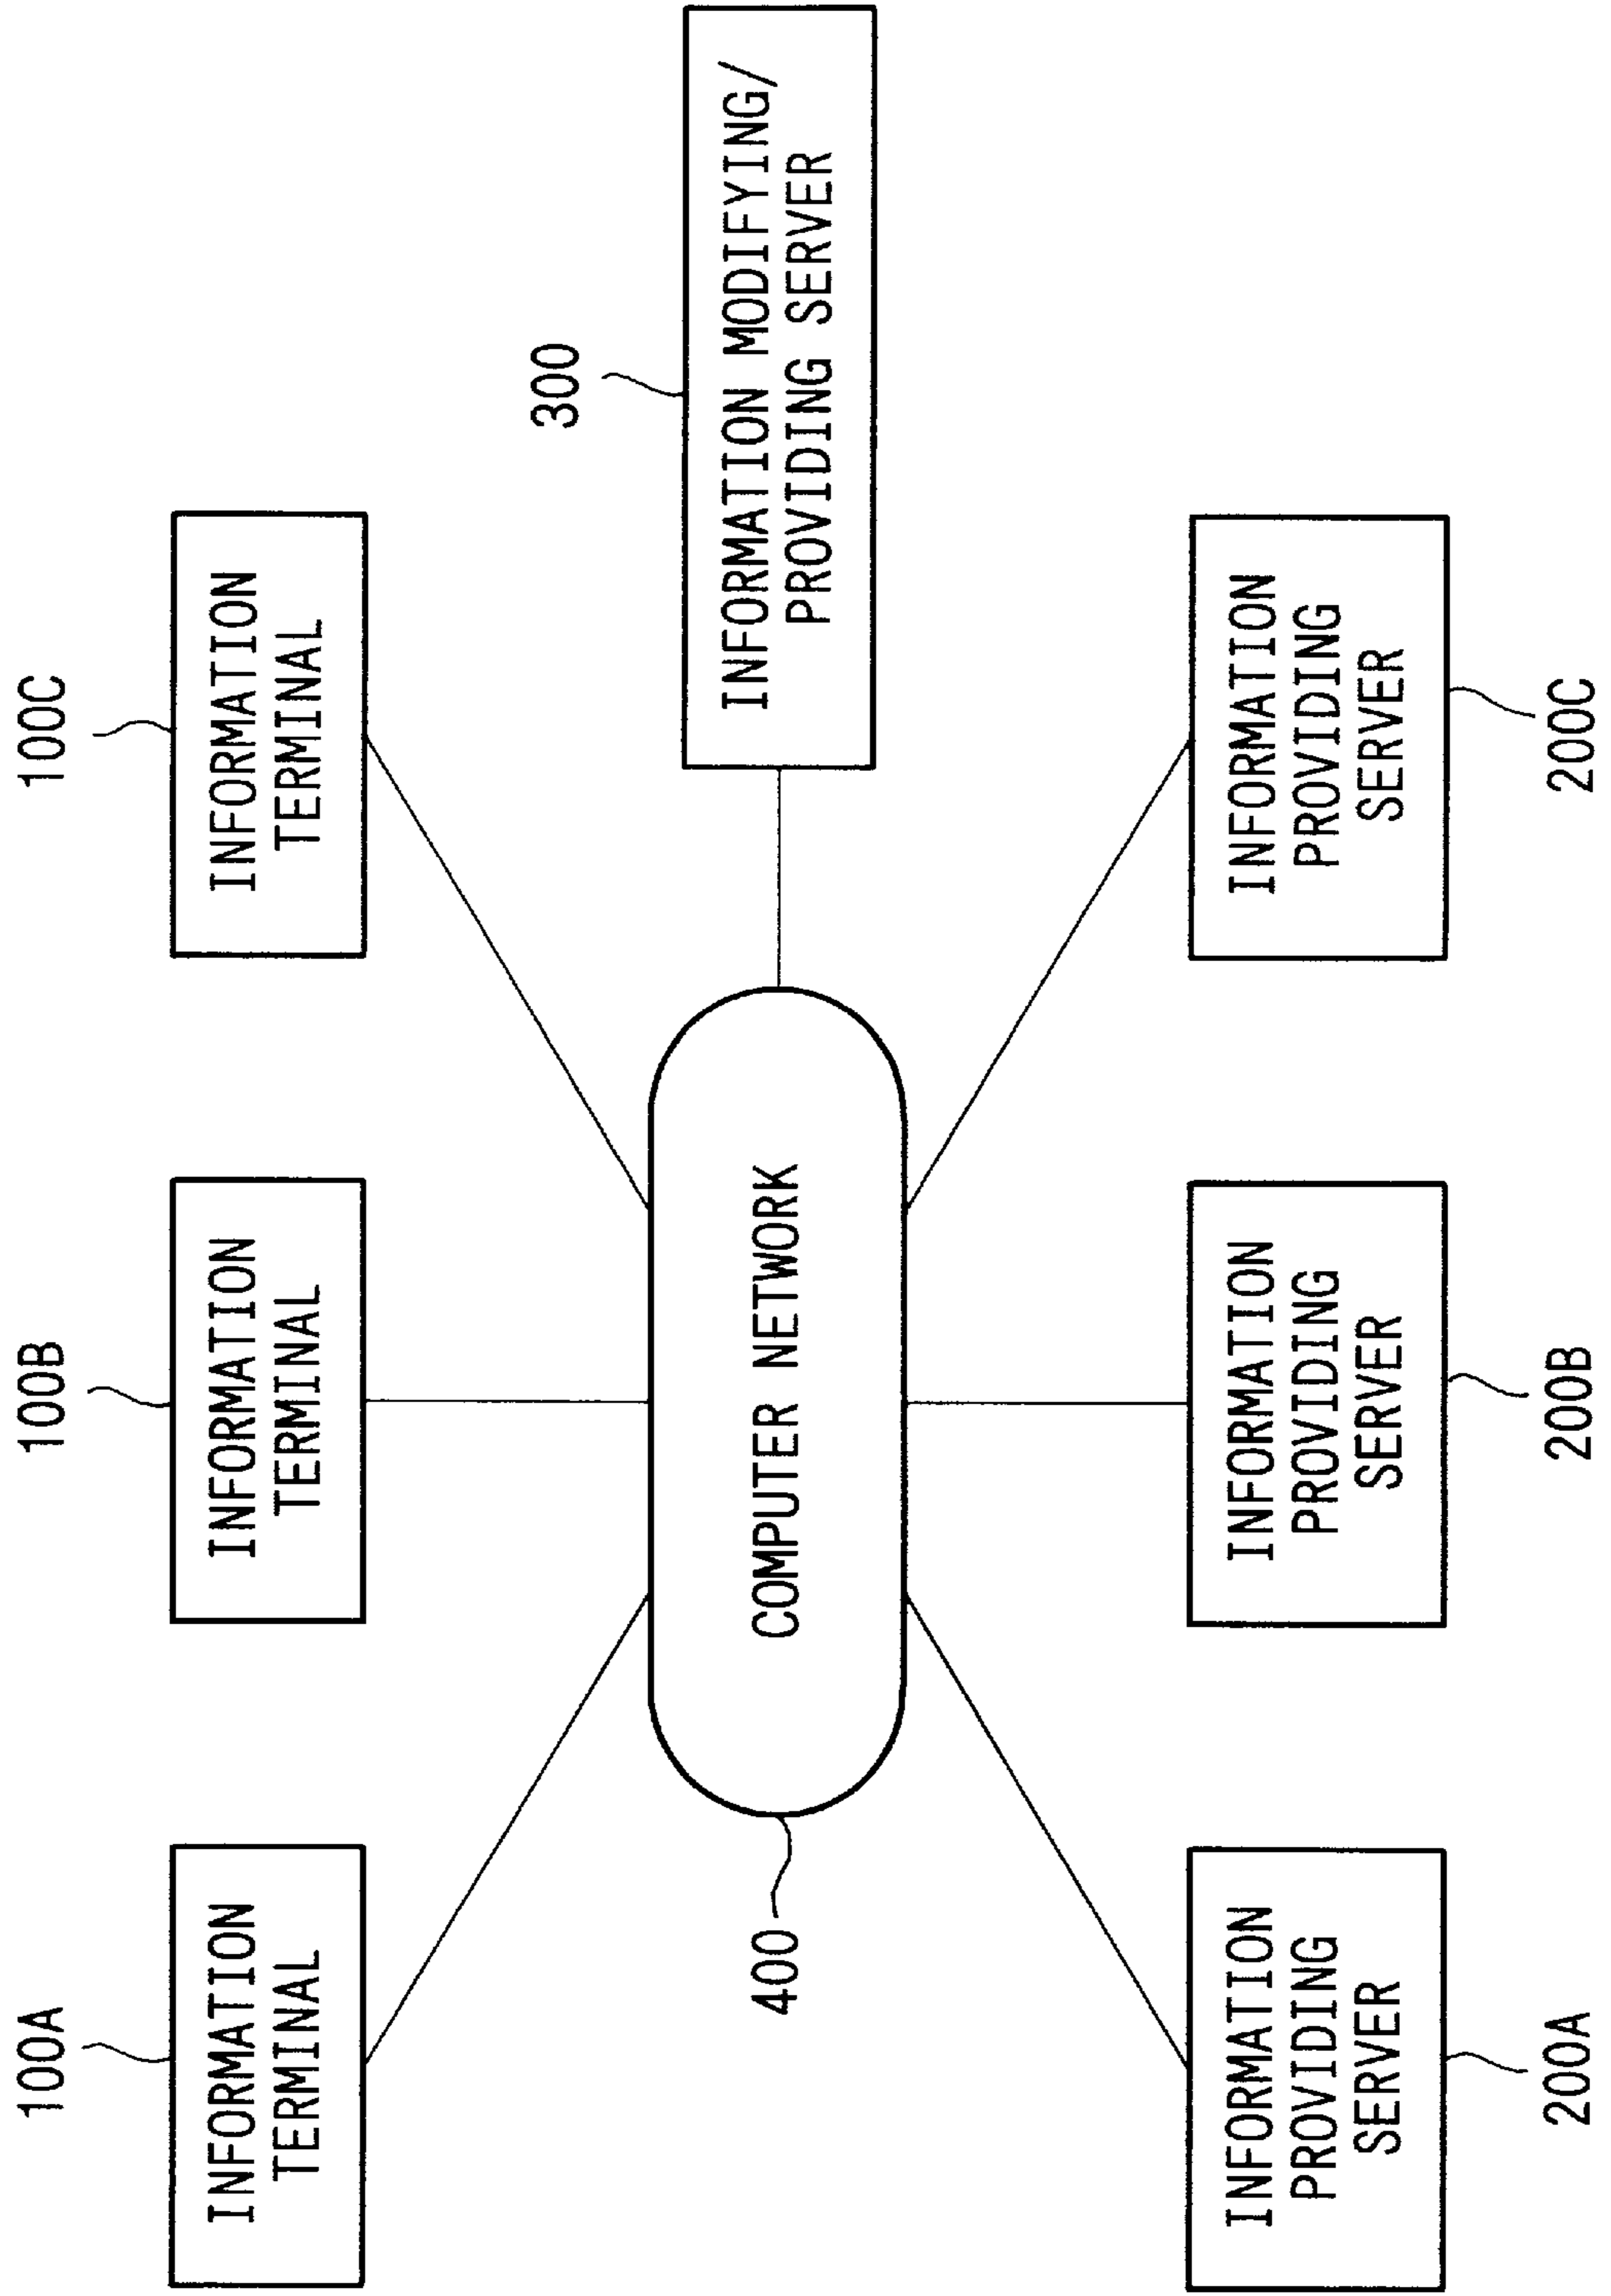 100A
100B
100C
INFORMATION
TERMINAL
INFORMATION
TERMINAL
INFORMATION
TERMINAL
300
400
COMPUTER NETWORK
INFORMATION MODIFYING/
PROVIDING SERVER
INFORMATION
PROVIDING
SERVER
INFORMATION
PROVIDING
SERVER
INFORMATION
PROVIDING
SERVER
200A
200B
200C